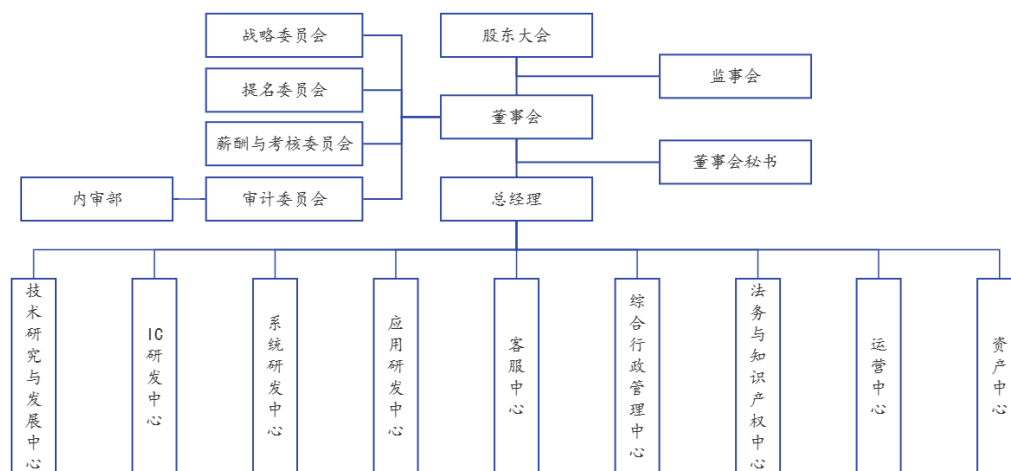 战略委员会
股东大会
提名委员会
监事会
董事会
薪酬与考核委员会
董事会秘书
内审部
审计委员会
总经理
技术研究与发展中心
IC研发中心
系统研发中心
应用研发中心
客服中心
综合行政管理中心
法务与知识产权中心
运营中心
资产中心